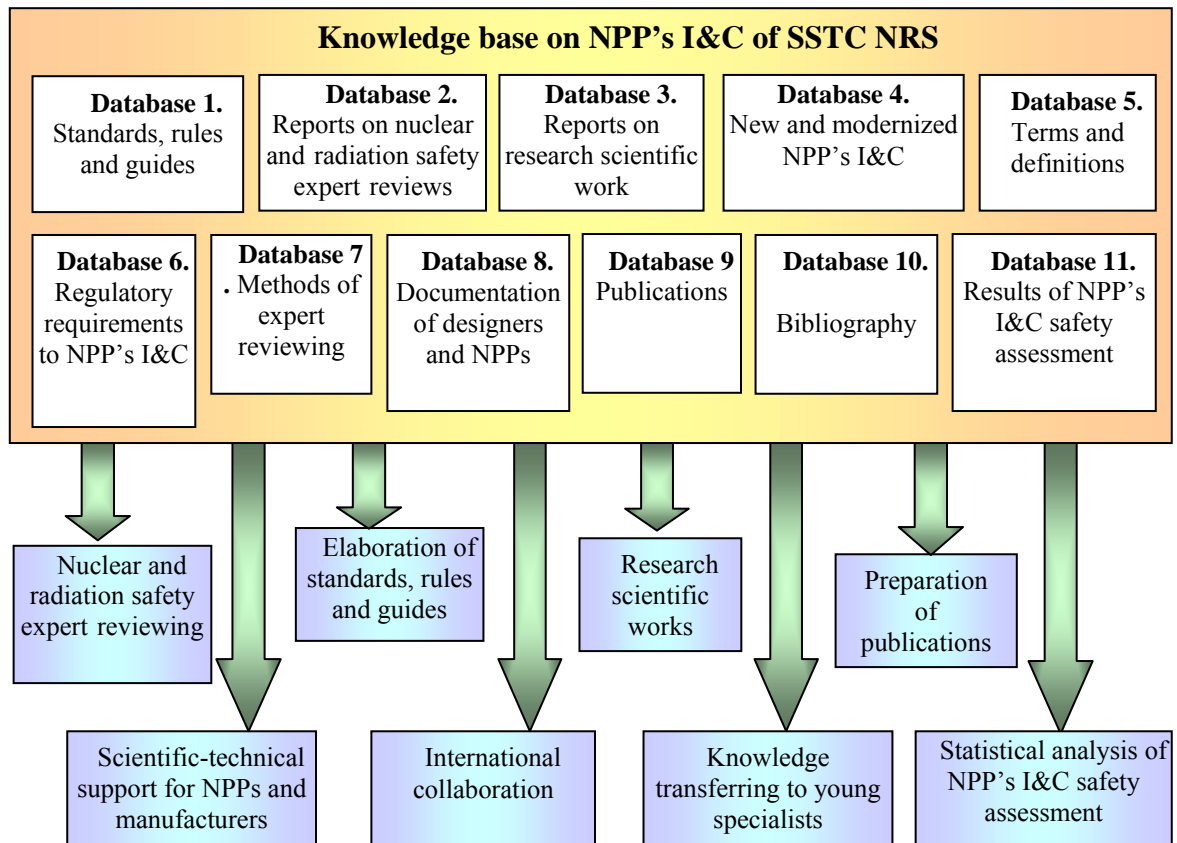 Knowledge base on NPP's I&C of SSTC NRS
Database 1.
Standards, rules
and guides
Database 2.
Reports on nuclear
and radiation safety
expert reviews
Database 3.
Reports on
research scientific
work
Database 4.
New and modernized
NPP's I&C
Database 5.
Terms and
definitions
Database 6.
Regulatory
requirements
to NPP's I&C
Database 7
. Methods of
expert
reviewing
Database 8.
Documentation
of designers
and NPPs
Database 9
Publications
Database 10.
Bibliography
Database 11.
Results of NPP's
I&C safety
assessment
Nuclear and
radiation safety
expert reviewing
Elaboration of
standards, rules
and guides
Research
scientific
works
Preparation
of
publications
Scientific-technical
support for NPPs and
manufacturers
International
collaboration
Knowledge
transferring to young
specialists
Statistical analysis of
NPP's I&C safety
assessment